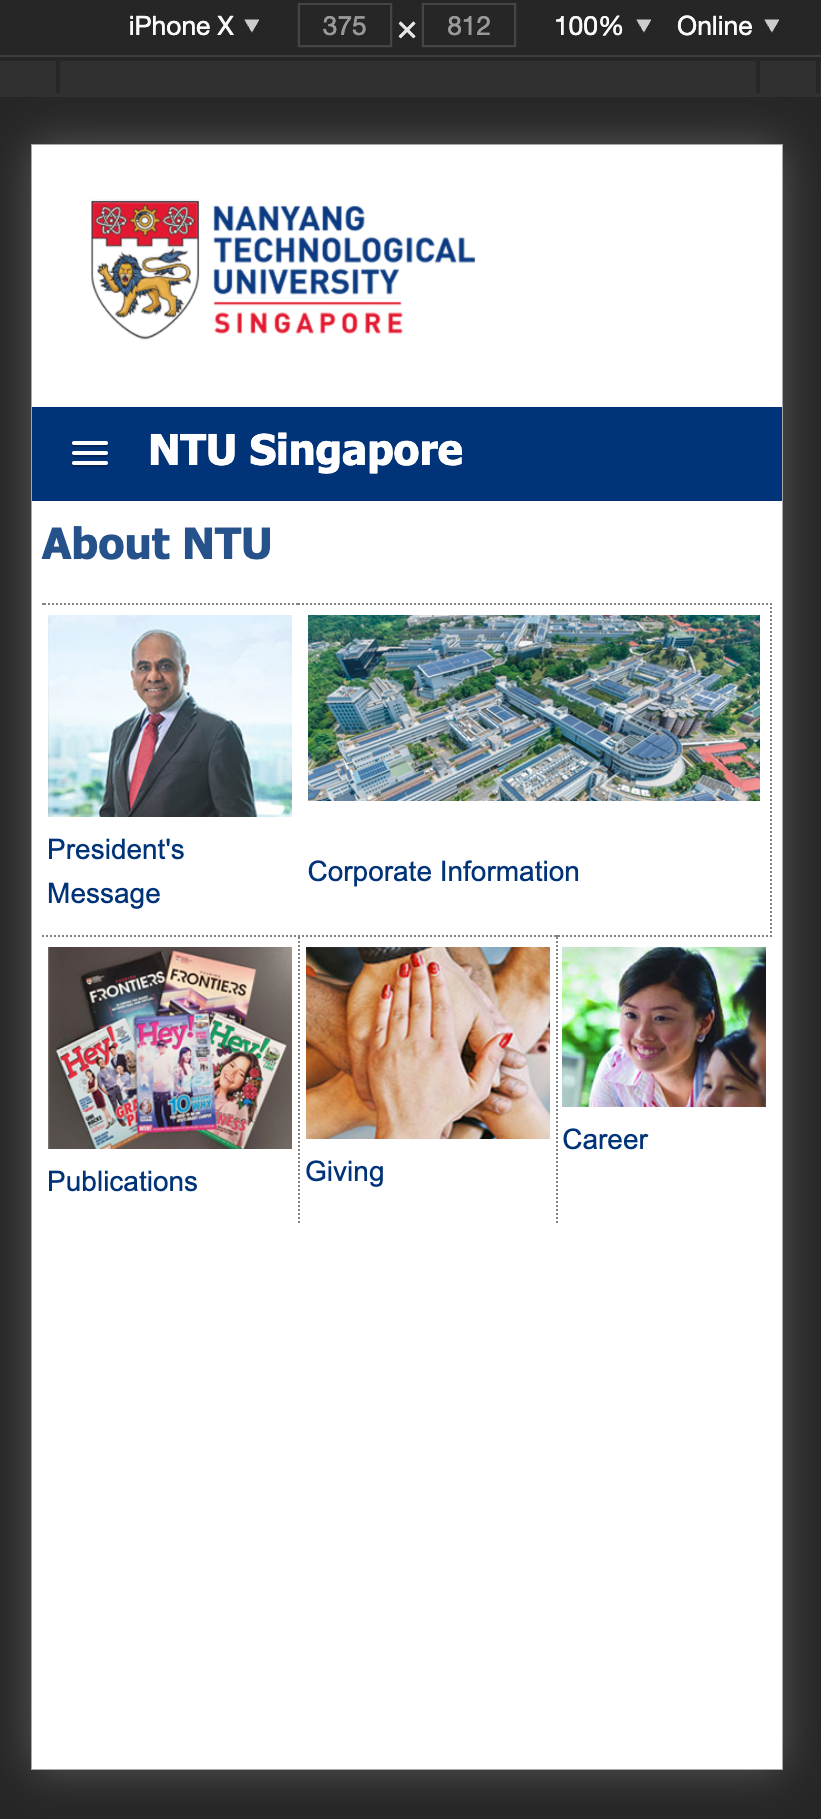 iPhone X 375 × 812 100% Online
NANYANG
TECHNOLOGICAL
UNIVERSITY
SINGAPORE
NTU Singapore
About NTU
President's
Message
Corporate Information
FRONTIERS
FRONTIERS
Hey!
Hey!
Hey!
10
Publications
Giving
Career